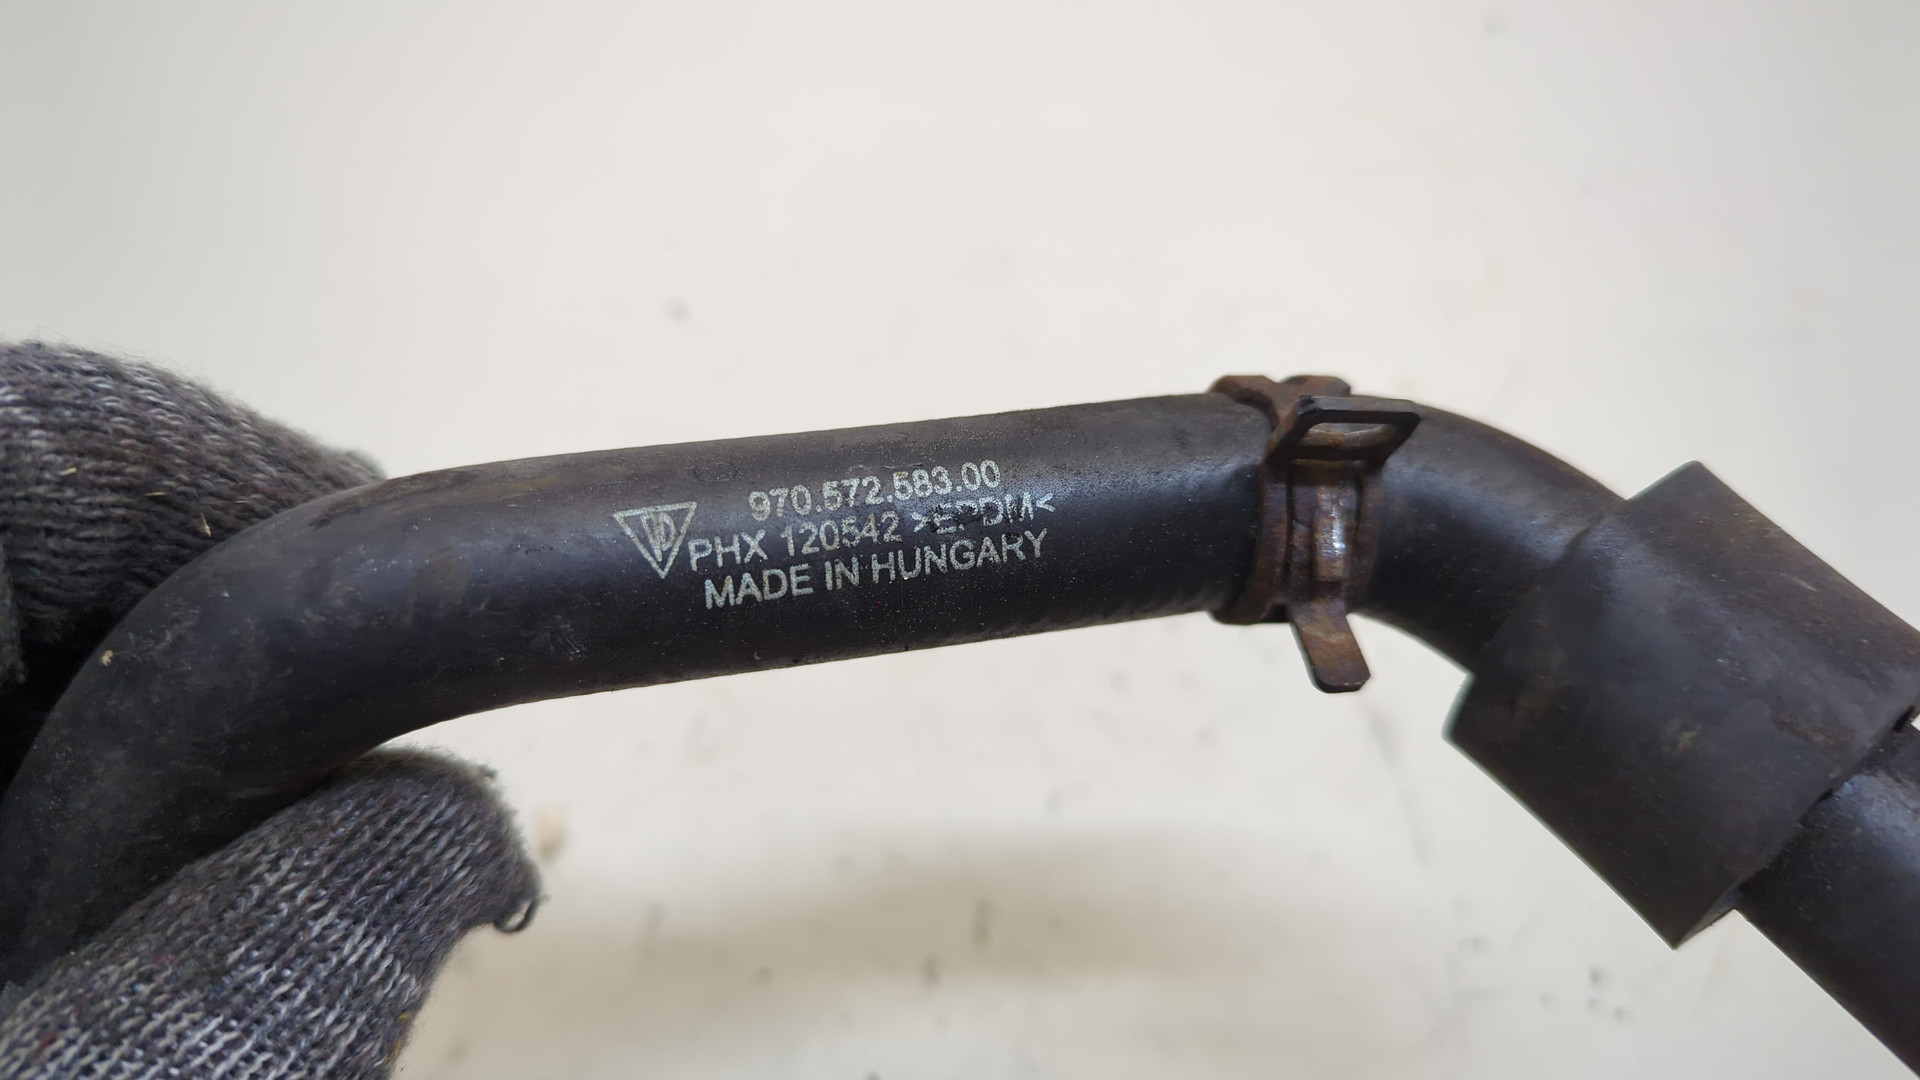 970.572.583.00
PHX 120542 >EPDM<
MADE IN HUNGARY